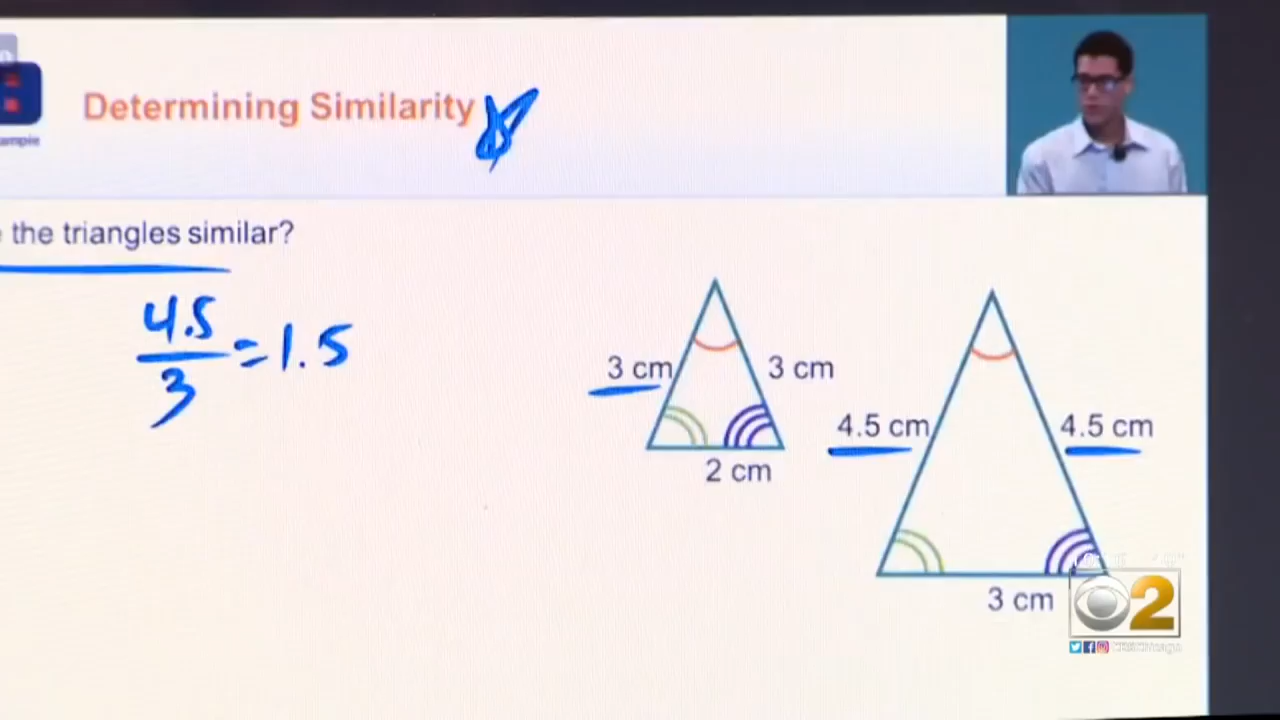 ample
Determining Similarity
the triangles similar?
4.5
3
=1.5
3 cm
3 cm
2 cm
4.5 cm
4.5 cm
3 cm
2